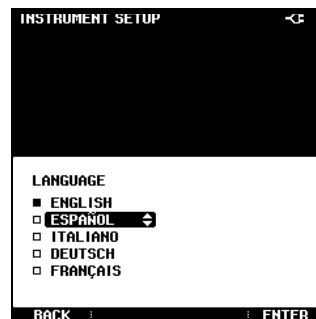 INSTRUMENT SETUP
LANGUAGE
ENGLISH
ESPAÑOL
ITALIANO
DEUTSCH
FRANÇAIS
BACK ENTER